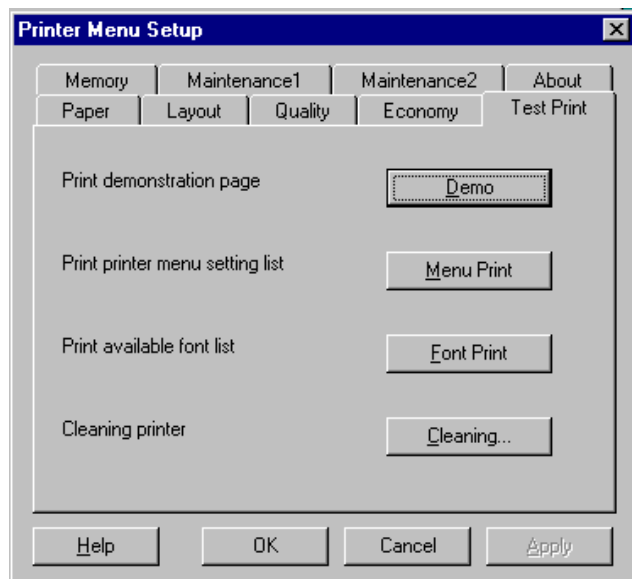 Printer Menu Setup
Memory Maintenance1 Maintenance2 About
Paper Layout Quality Economy Test Print
Print demonstration page Demo
Print printer menu setting list Menu Print
Print available font list Font Print
Cleaning printer Cleaning...
Help OK Cancel Apply